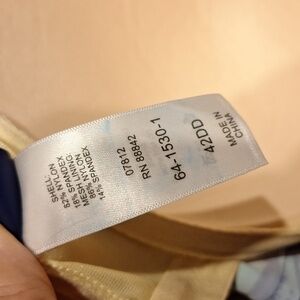 SHELL:
82% NYLON
18% SPANDEX
MESH LINING:
86% NYLON
14% SPANDEX
07812
RN 88842
64-1530-1
42DD
MADE IN
CHINA